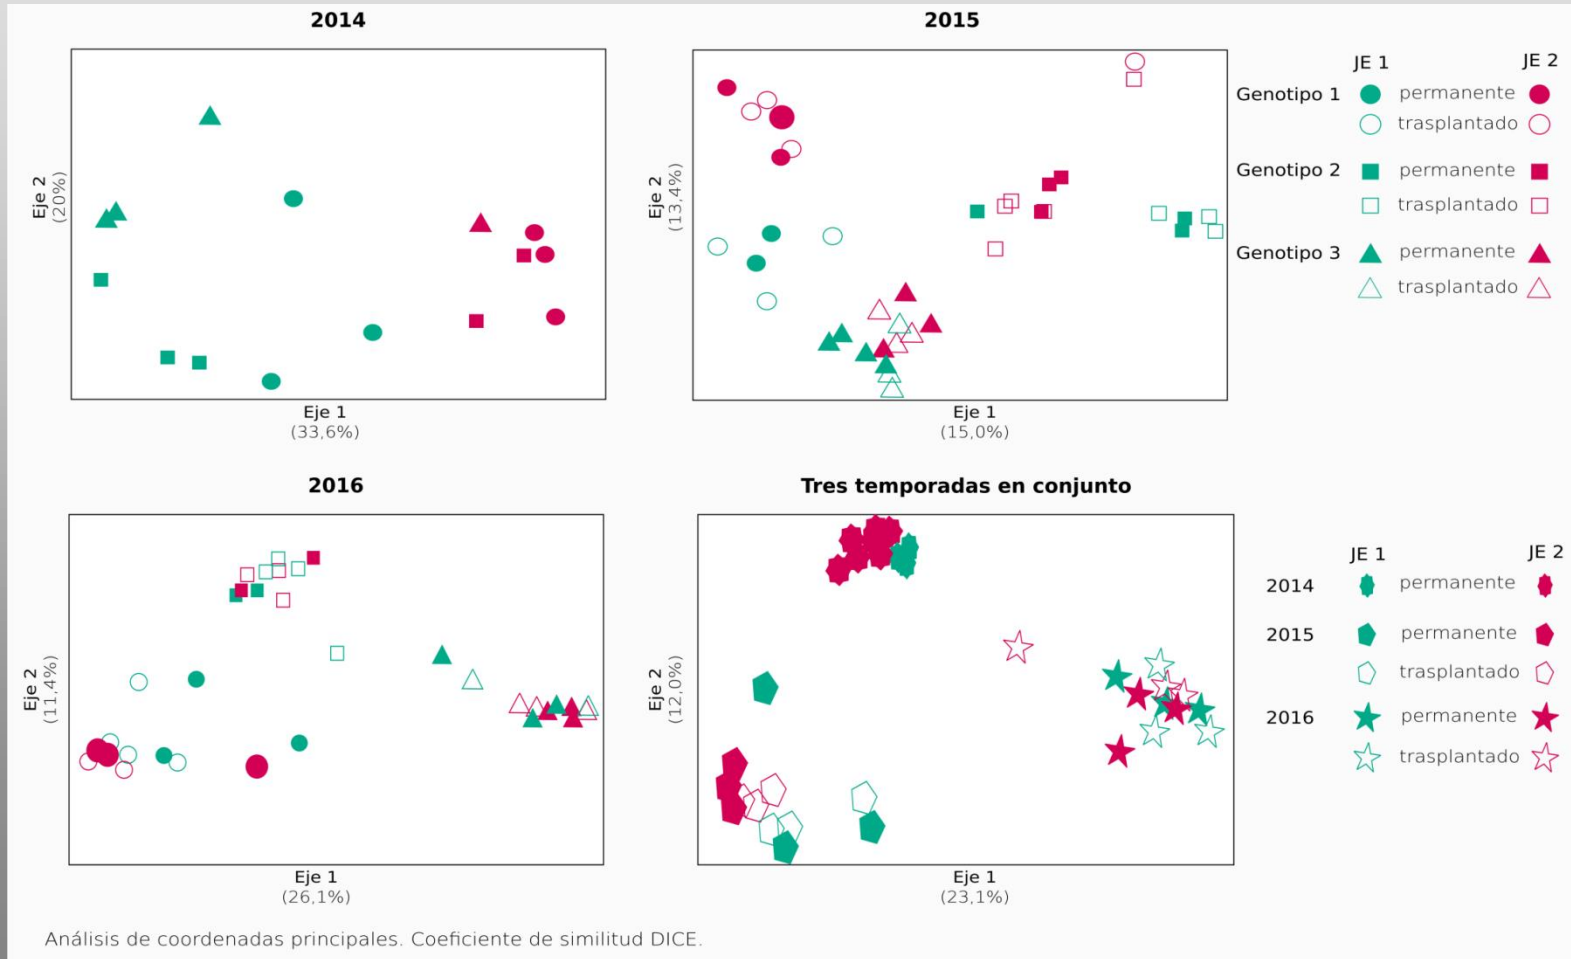 2014
Eje 2
(20%)
Eje 1
(33,6%)
2015
Eje 2
(13,4%)
Eje 1
(15,0%)
JE 1 JE 2
Genotipo 1 permanente
trasplantado
Genotipo 2 permanente
trasplantado
Genotipo 3 permanente
trasplantado
2016
Eje 2
(11,4%)
Eje 1
(26,1%)
Tres temporadas en conjunto
Eje 2
(12,0%)
Eje 1
(23,1%)
JE 1 JE 2
2014 permanente
2015 permanente
trasplantado
2016 permanente
trasplantado
Análisis de coordenadas principales. Coeficiente de similitud DICE.